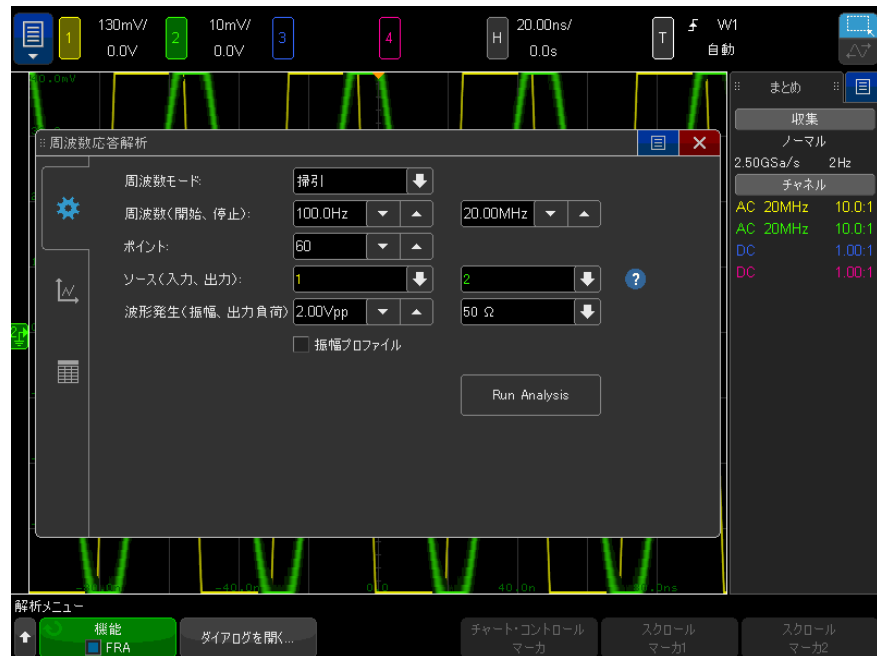 1 130mV/ 0.0V 2 10mV/ 0.0V 3 4 H 20.00ns/ 0.0s T W1 自動
まとめ
収集
ノーマル
2.50GSa/s 2Hz
チャネル
AC 20MHz 10.0:1
AC 20MHz 10.0:1
DC 1.00:1
DC 1.00:1
周波数応答解析
周波数モード: 掃引
周波数(開始、停止): 100.0Hz 20.00MHz
ポイント: 60
ソース(入力、出力): 1 2 ?
波形発生(振幅、出力負荷) 2.00Vpp 50 Ω
振幅プロファイル
Run Analysis
解析メニュー
機能
FRA
ダイアログを開く...
チャート・コントロール
マーカ
スクロール
マーカ1
スクロール
マーカ2